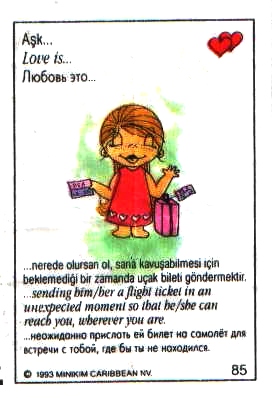 Aşk...
Love is...
Любовь это...
...nerede olursan ol, sana kavuşabilmesi için
beklemediği bir zamanda uçak bileti göndermektir.
...sending him/her a flight ticket in an
unexpected moment so that he/she can
reach you, wherever you are.
...неожиданно прислоть ей билет на самолёт для
встречи с тобой, где бы ты не находился.
© 1993 MINIKIM CARIBBEAN NV. 85